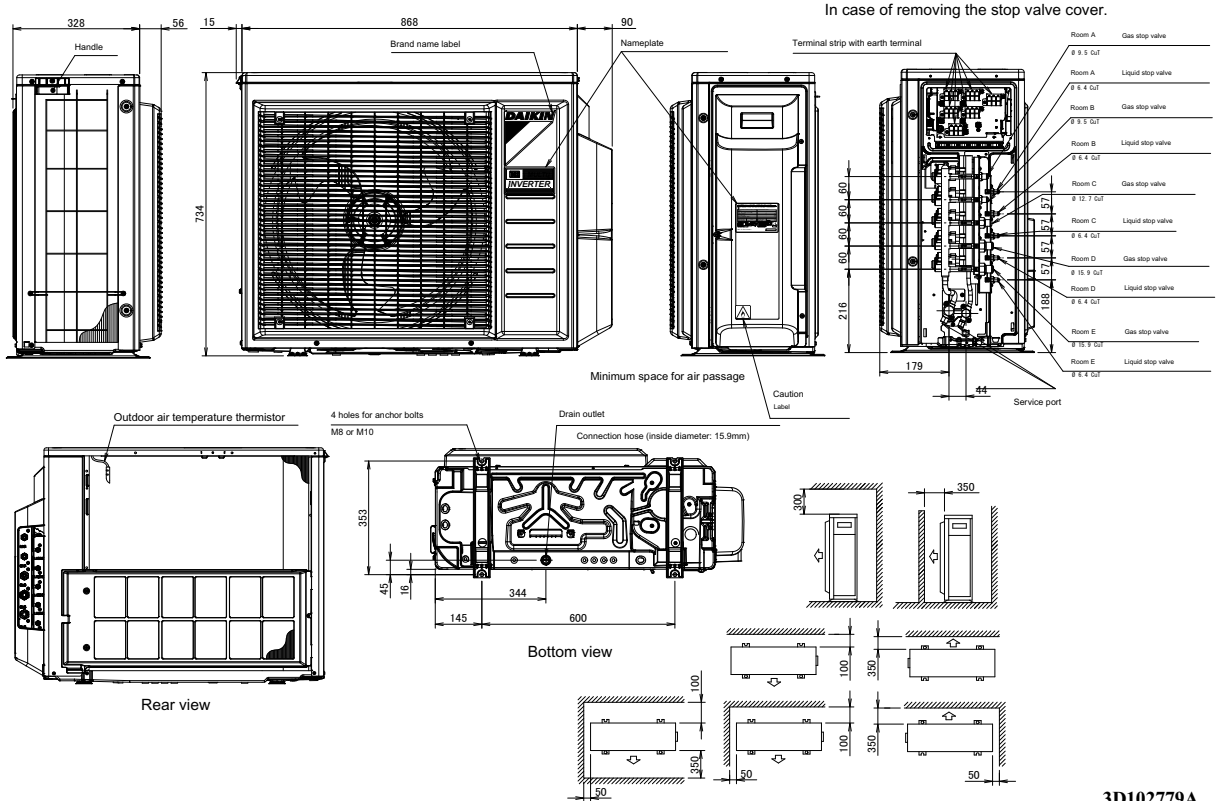 In case of removing the stop valve cover.
328
56
15
868
90
Handle
Brand name label
Nameplate
Terminal strip with earth terminal
Room A Gas stop valve
Ø 9.5 CuT
Room A Liquid stop valve
Ø 6.4 CuT
Room B Gas stop valve
Ø 9.5 CuT
Room B Liquid stop valve
Ø 6.4 CuT
Room C Gas stop valve
Ø 12.7 CuT
Room C Liquid stop valve
Ø 6.4 CuT
Room D Gas stop valve
Ø 15.9 CuT
Room D Liquid stop valve
Ø 6.4 CuT
Room E Gas stop valve
Ø 15.9 CuT
Room E Liquid stop valve
Ø 6.4 CuT
DAIKIN
INVERTER
734
60
60
60
60
216
57
57
57
57
188
179
44
Service port
Minimum space for air passage
Caution
Label
Outdoor air temperature thermistor
4 holes for anchor bolts
M8 or M10
Drain outlet
Connection hose (inside diameter: 15.9mm)
353
45
16
344
145
600
Bottom view
Rear view
300
350
100
350
100
350
50
100
50
350
50
3D102779A